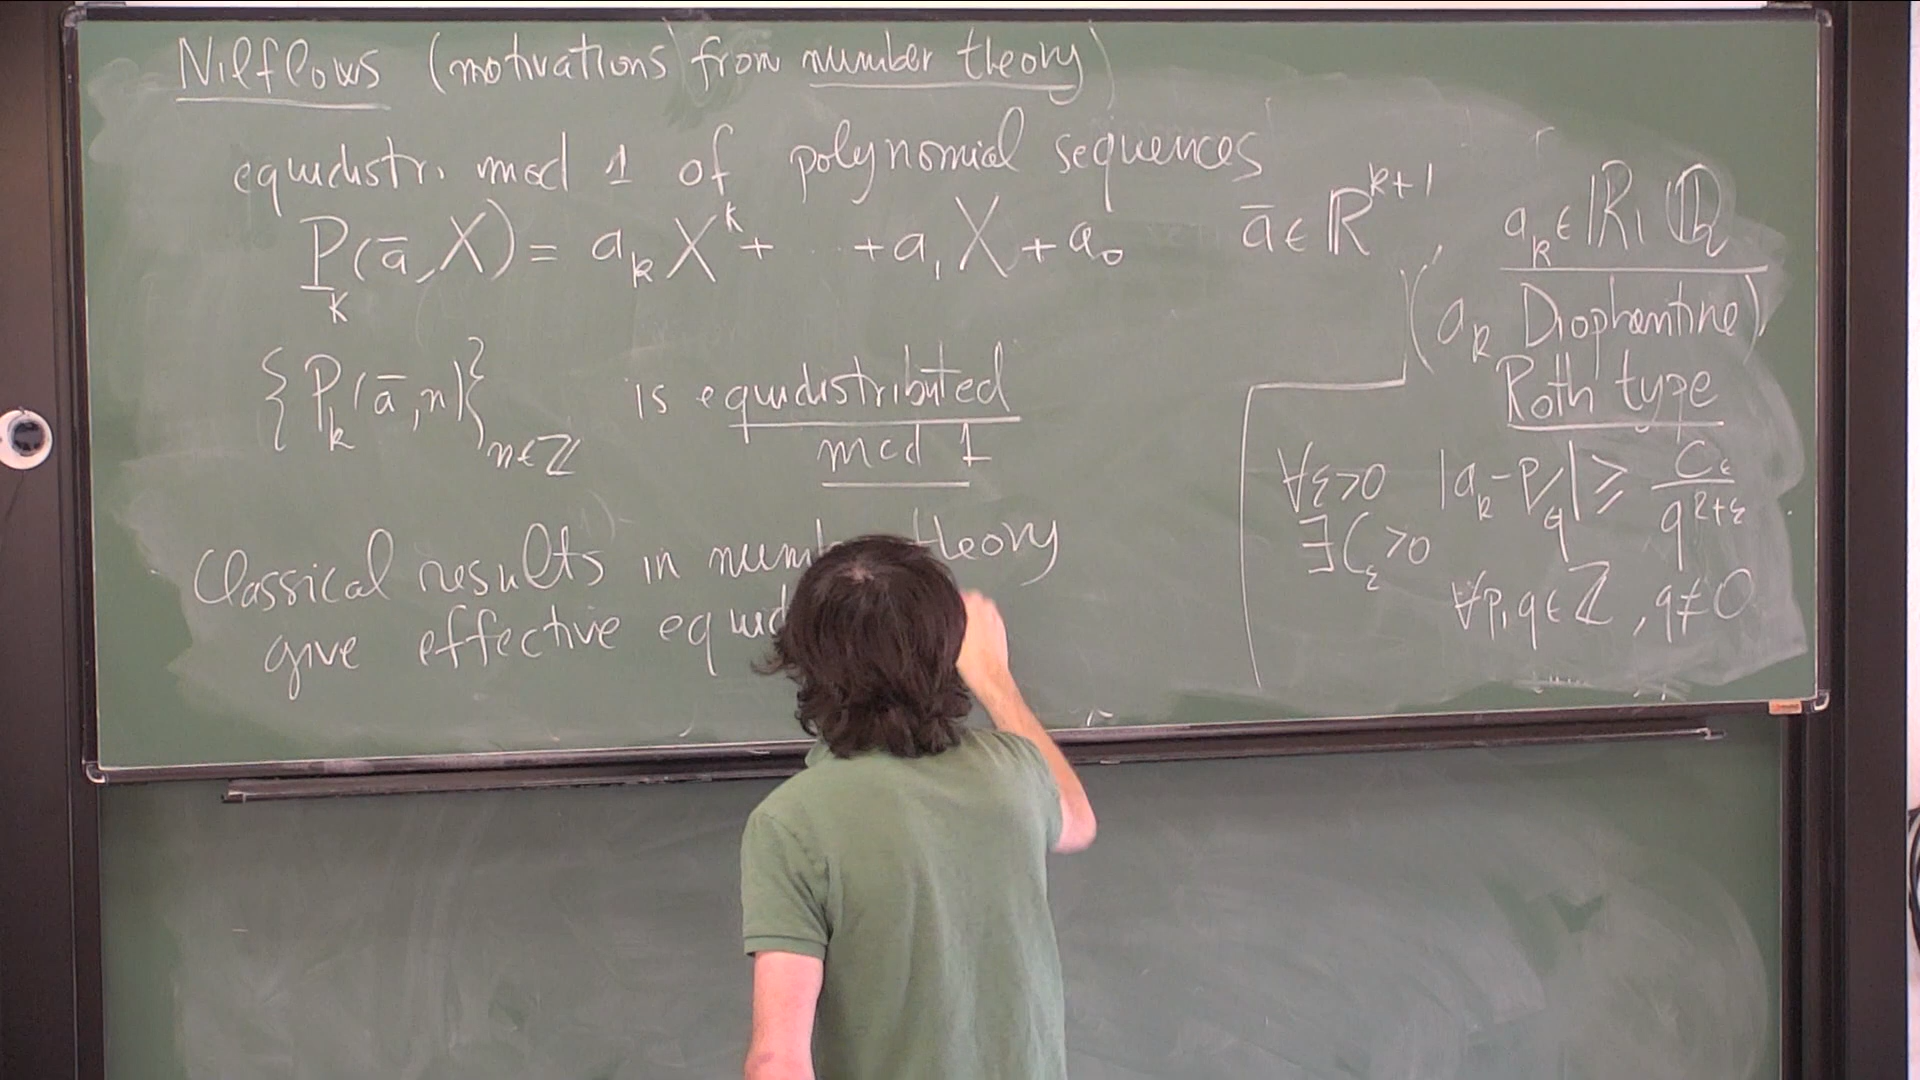 Nilflows (motivations from number theory)
equidistr. mod 1 of polynomial sequences
P_k(ā, X) = a_k X^k + ... + a_1 X + a_0 ā ∈ ℝ^{k+1}, a_k ∈ ℝ\ℚ
(a_k Diophantine)
Roth type
{P_k(ā, n)}_{n∈ℤ} is equidistributed
mod 1
∀ε>0 |a_k - p/q| ≥ C_ε / q^{2+ε}
∃C_ε>0
∀p,q∈ℤ, q≠0
Classical results in number theory
give effective equid